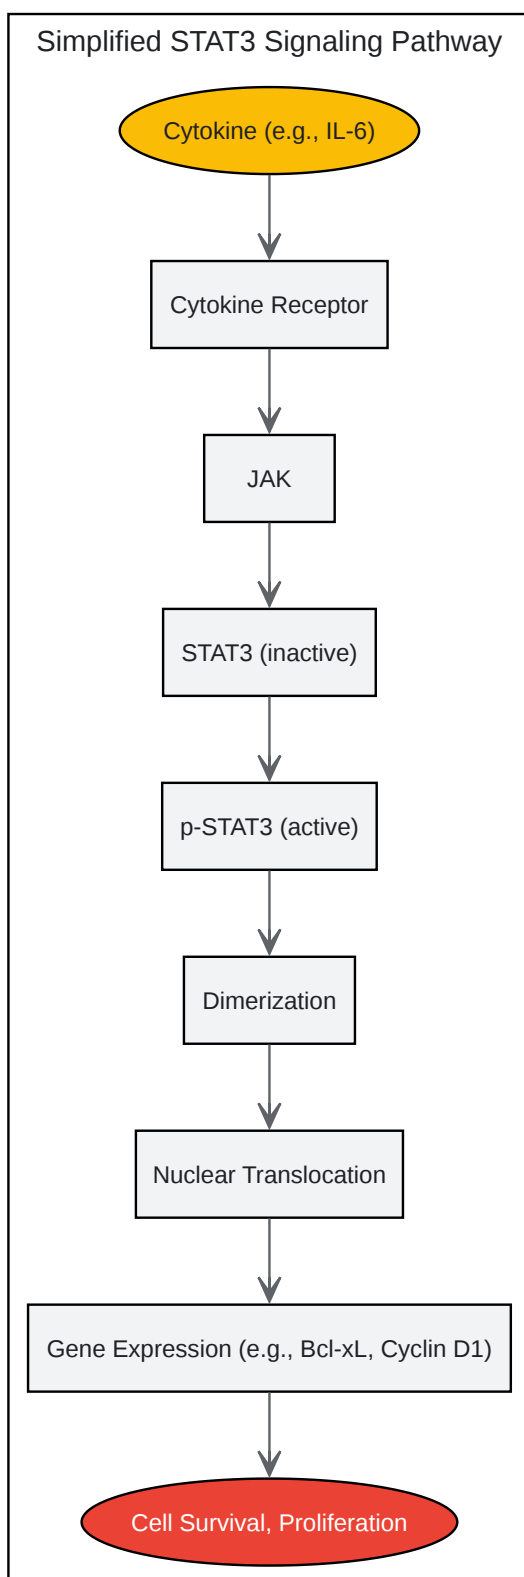 Simplified STAT3 Signaling Pathway
Cytokine (e.g., IL-6)
Cytokine Receptor
JAK
STAT3 (inactive)
p-STAT3 (active)
Dimerization
Nuclear Translocation
Gene Expression (e.g., Bcl-xL, Cyclin D1)
Cell Survival, Proliferation